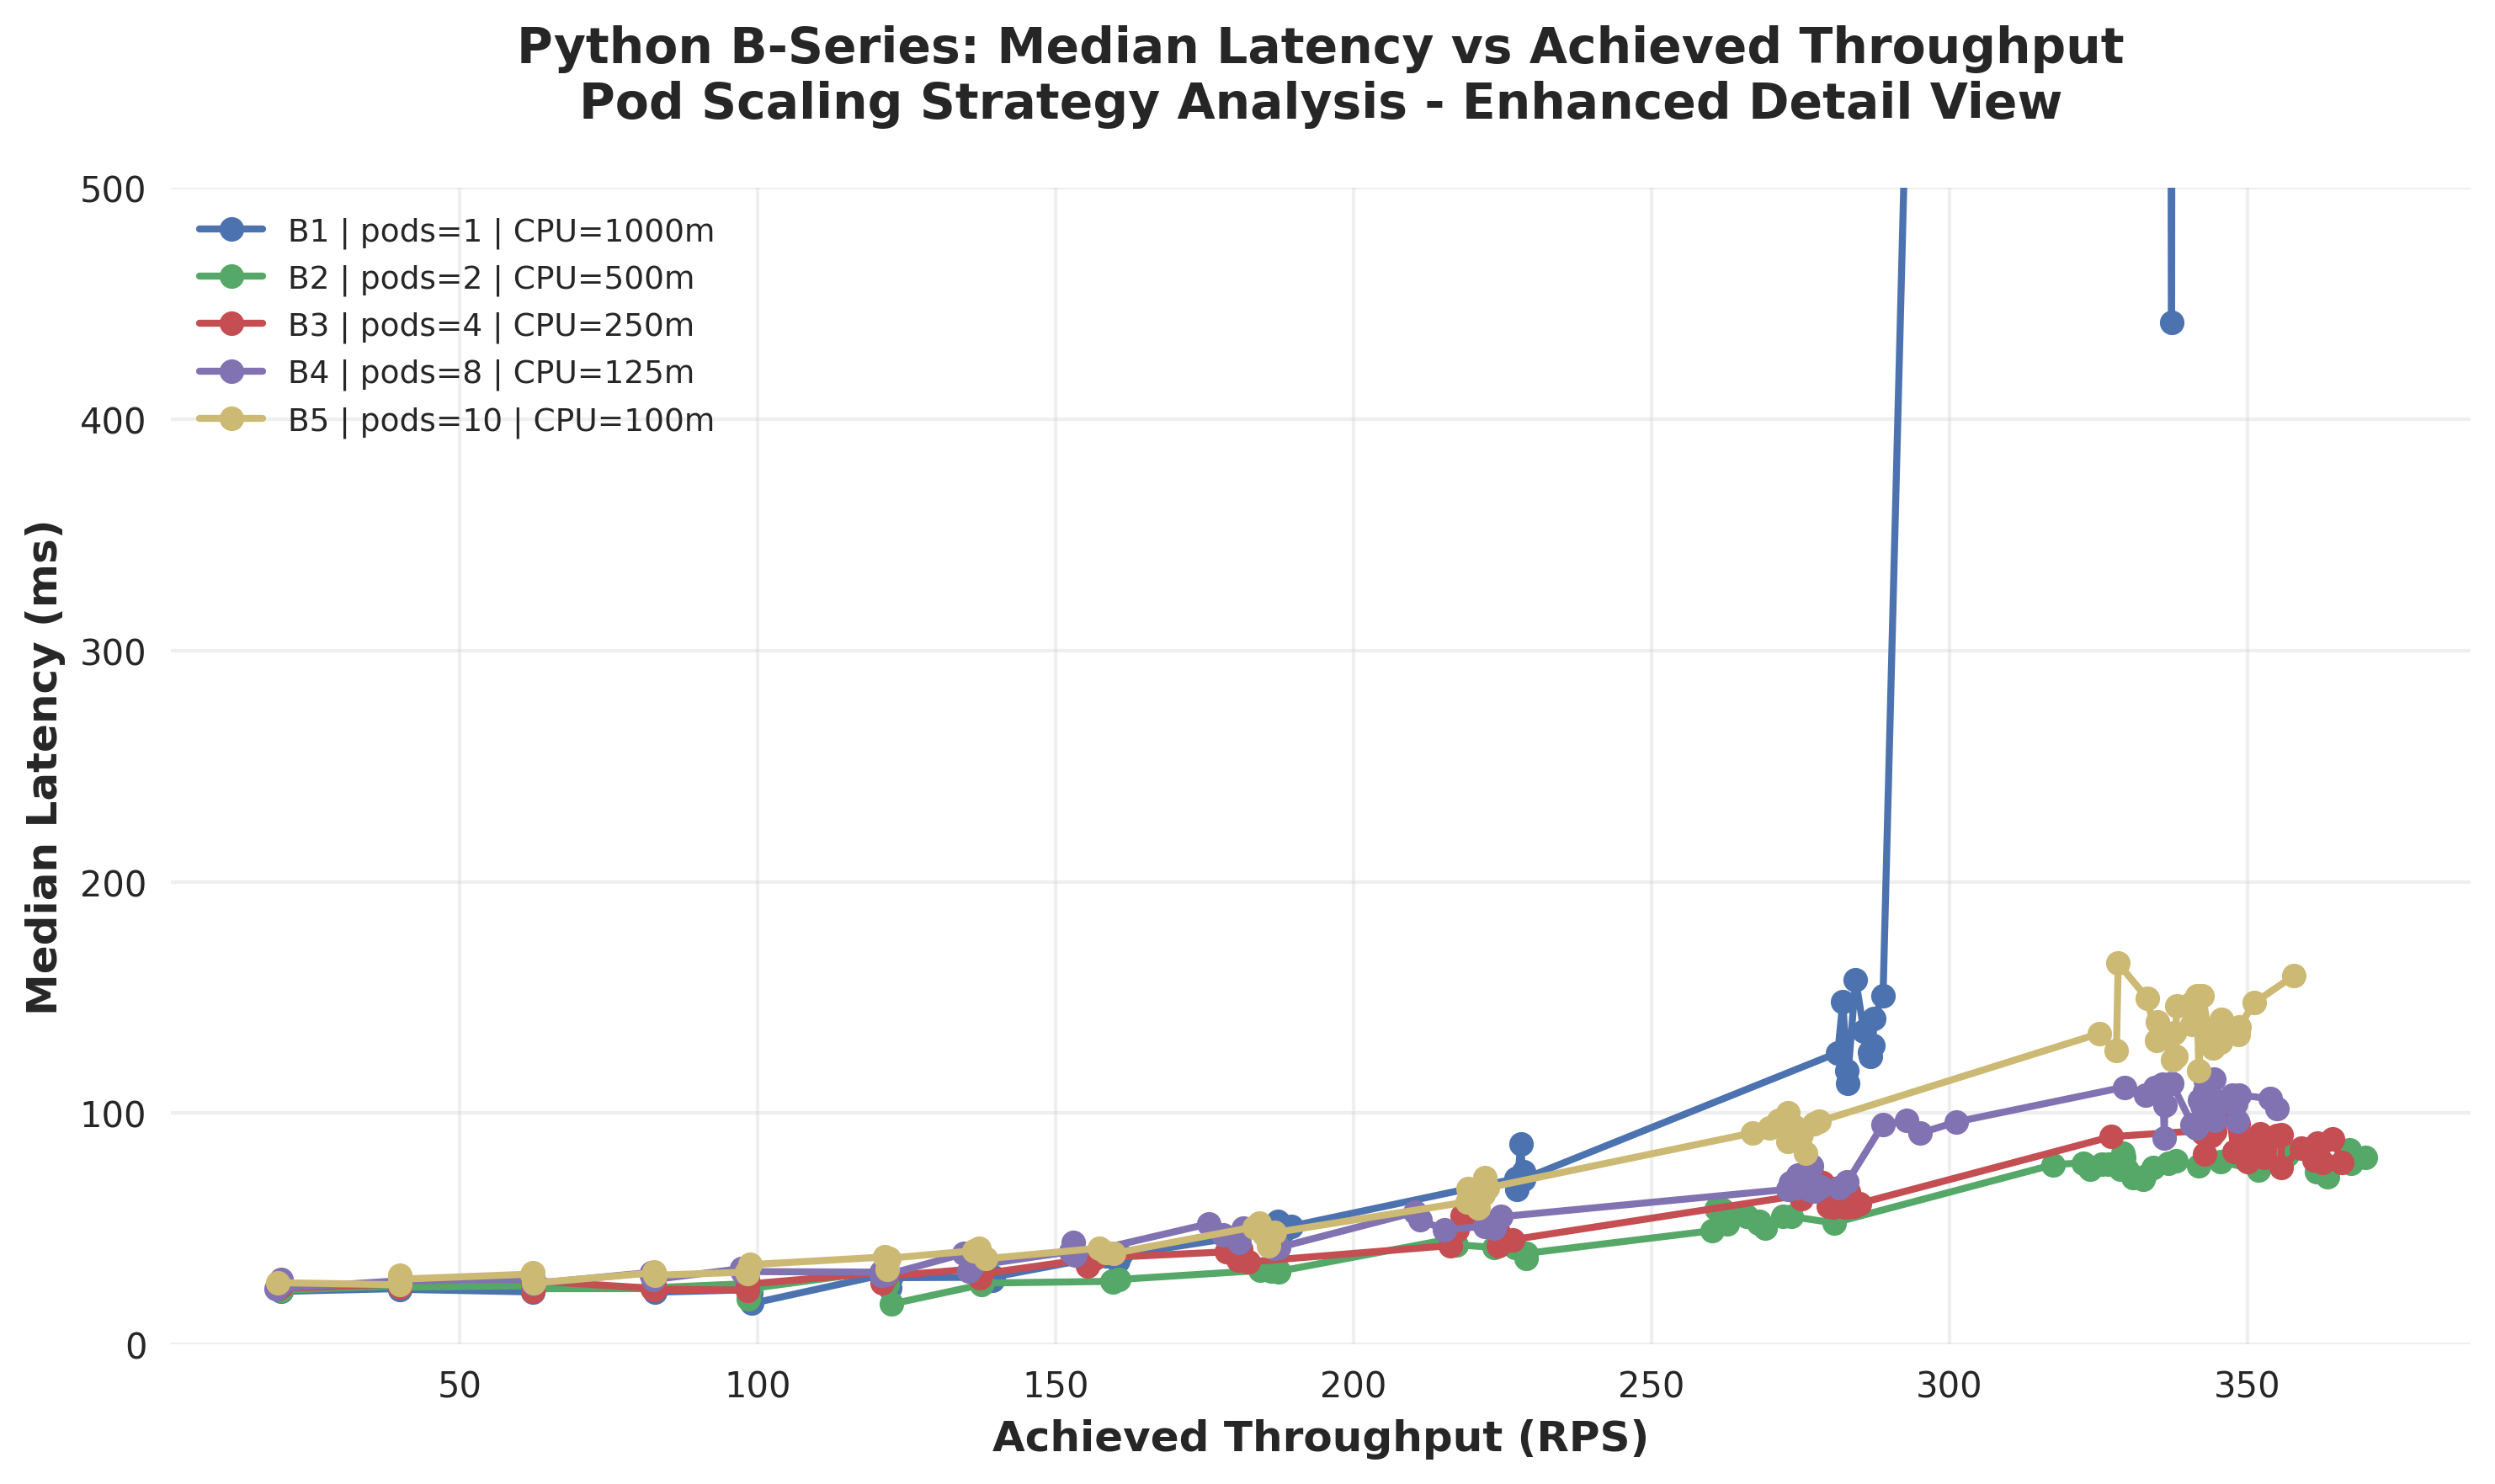 Python B-Series: Median Latency vs Achieved Throughput
Pod Scaling Strategy Analysis - Enhanced Detail View
500
400
300
200
100
0
Median Latency (ms)
B1 | pods=1 | CPU=1000m
B2 | pods=2 | CPU=500m
B3 | pods=4 | CPU=250m
B4 | pods=8 | CPU=125m
B5 | pods=10 | CPU=100m
50 100 150 200 250 300 350
Achieved Throughput (RPS)